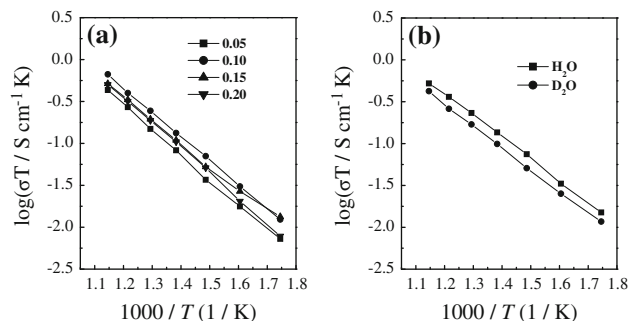 (a)
0.05
0.10
0.15
0.20
log(σT / S cm⁻¹ K)
0.5
0.0
-0.5
-1.0
-1.5
-2.0
-2.5
1.1 1.2 1.3 1.4 1.5 1.6 1.7 1.8
1000 / T (1 / K)
(b)
H₂O
D₂O
log(σT / S cm⁻¹ K)
0.5
0.0
-0.5
-1.0
-1.5
-2.0
-2.5
1.1 1.2 1.3 1.4 1.5 1.6 1.7 1.8
1000 / T (1 / K)